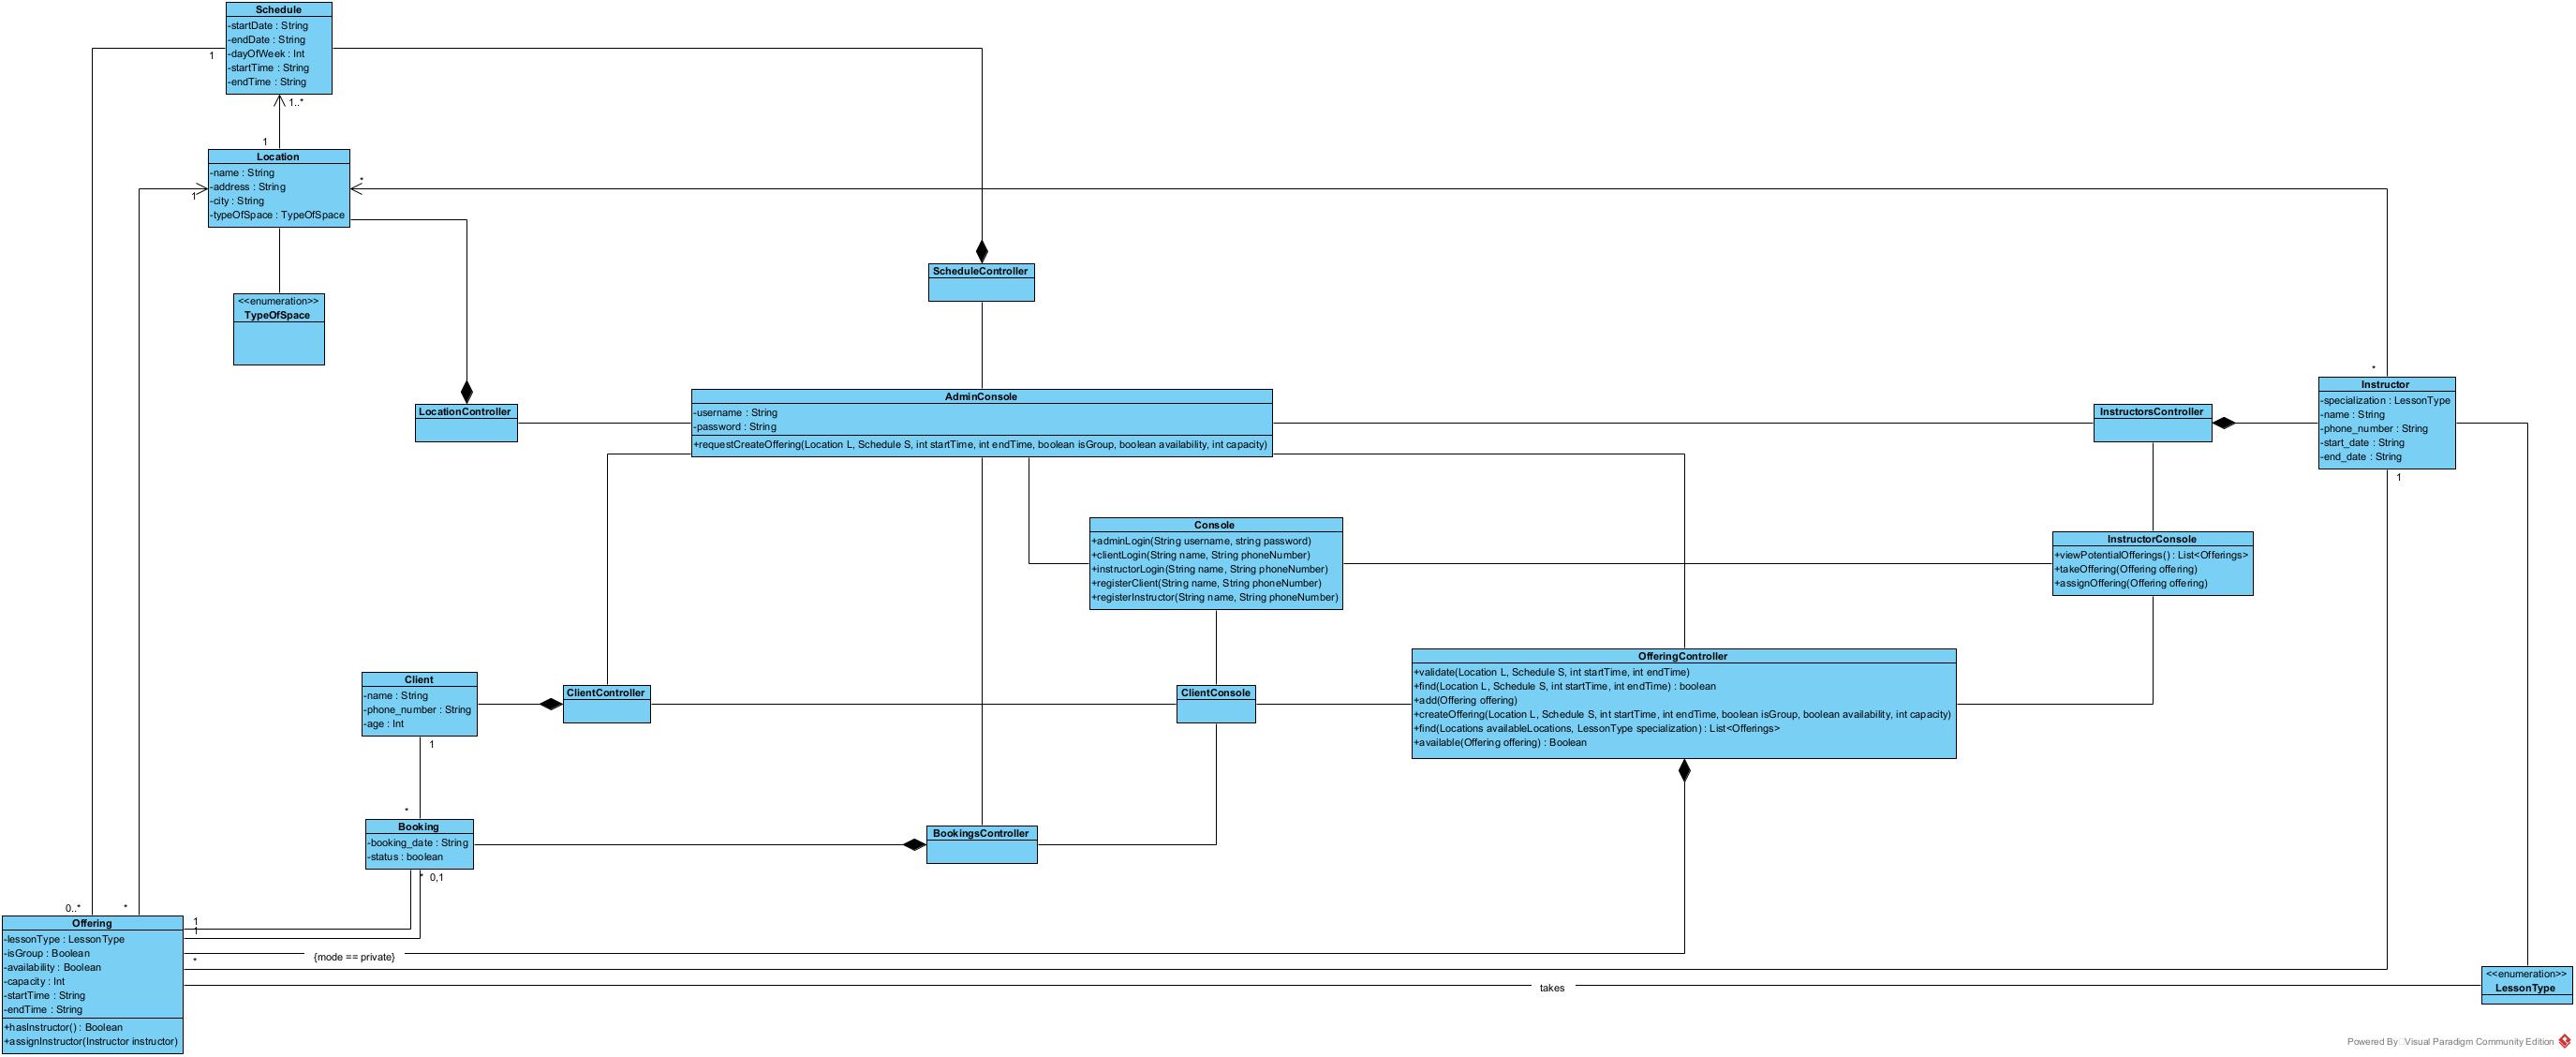 Schedule
-startDate : String
-endDate : String
-dayOfWeek : Int
-startTime : String
-endTime : String
1
1..*
1
Location
-name : String
-address : String
-city : String
-typeOfSpace : TypeOfSpace
1
*
<<enumeration>>
TypeOfSpace
ScheduleController
LocationController
AdminConsole
-username : String
-password : String
+requestCreateOffering(Location L, Schedule S, int startTime, int endTime, boolean isGroup, boolean availability, int capacity)
InstructorsController
*
Instructor
-specialization : LessonType
-name : String
-phone_number : String
-start_date : String
-end_date : String
1
Console
+adminLogin(String username, string password)
+clientLogin(String name, String phoneNumber)
+instructorLogin(String name, String phoneNumber)
+registerClient(String name, String phoneNumber)
+registerInstructor(String name, String phoneNumber)
InstructorConsole
+viewPotentialOfferings() : List<Offerings>
+takeOffering(Offering offering)
+assignOffering(Offering offering)
Client
-name : String
-phone_number : String
-age : Int
1
ClientController
ClientConsole
OfferingController
+validate(Location L, Schedule S, int startTime, int endTime)
+find(Location L, Schedule S, int startTime, int endTime) : boolean
+add(Offering offering)
+createOffering(Location L, Schedule S, int startTime, int endTime, boolean isGroup, boolean availability, int capacity)
+find(Locations availableLocations, LessonType specialization) : List<Offerings>
+available(Offering offering) : Boolean
*
Booking
-booking_date : String
-status : boolean
* 0,1
BookingsController
0..*
*
Offering
-lessonType : LessonType
-isGroup : Boolean
-availability : Boolean
-capacity : Int
-startTime : String
-endTime : String
+hasInstructor() : Boolean
+assignInstructor(Instructor instructor)
1
1
{mode == private}
*
takes
<<enumeration>>
LessonType
Powered By Visual Paradigm Community Edition